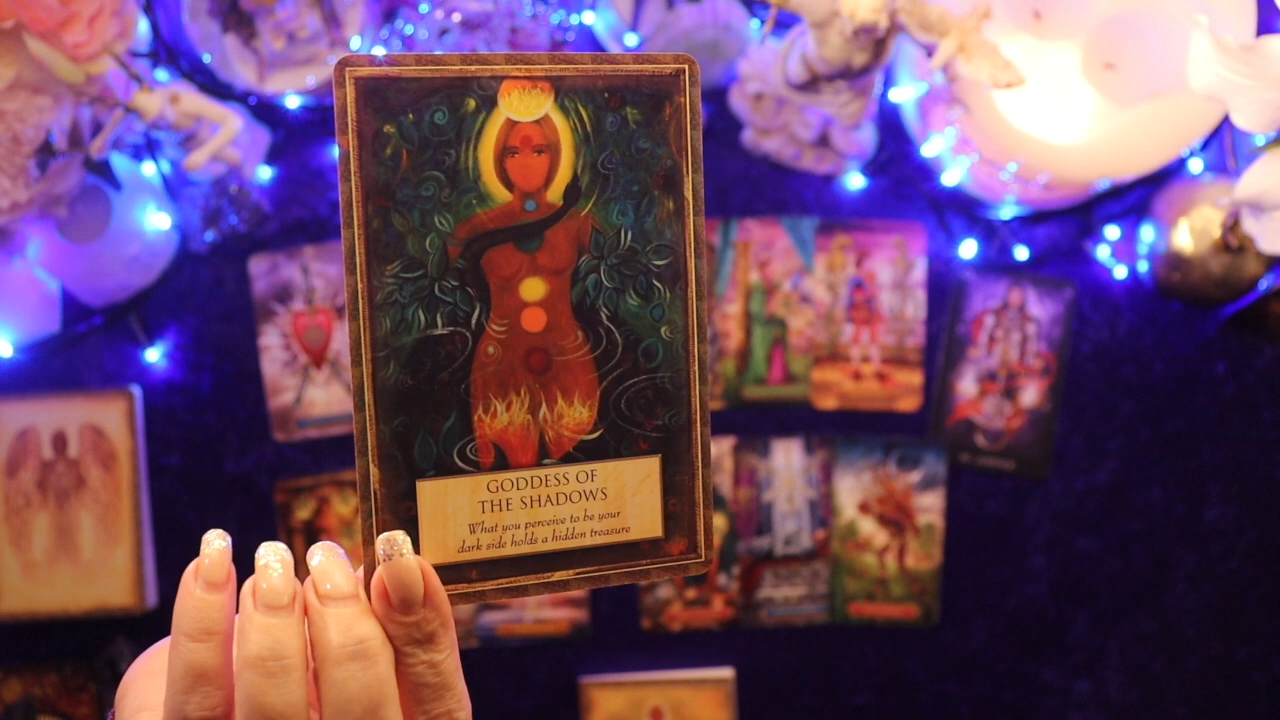 GODDESS OF
THE SHADOWS
What you perceive to be your
dark side holds a hidden treasure